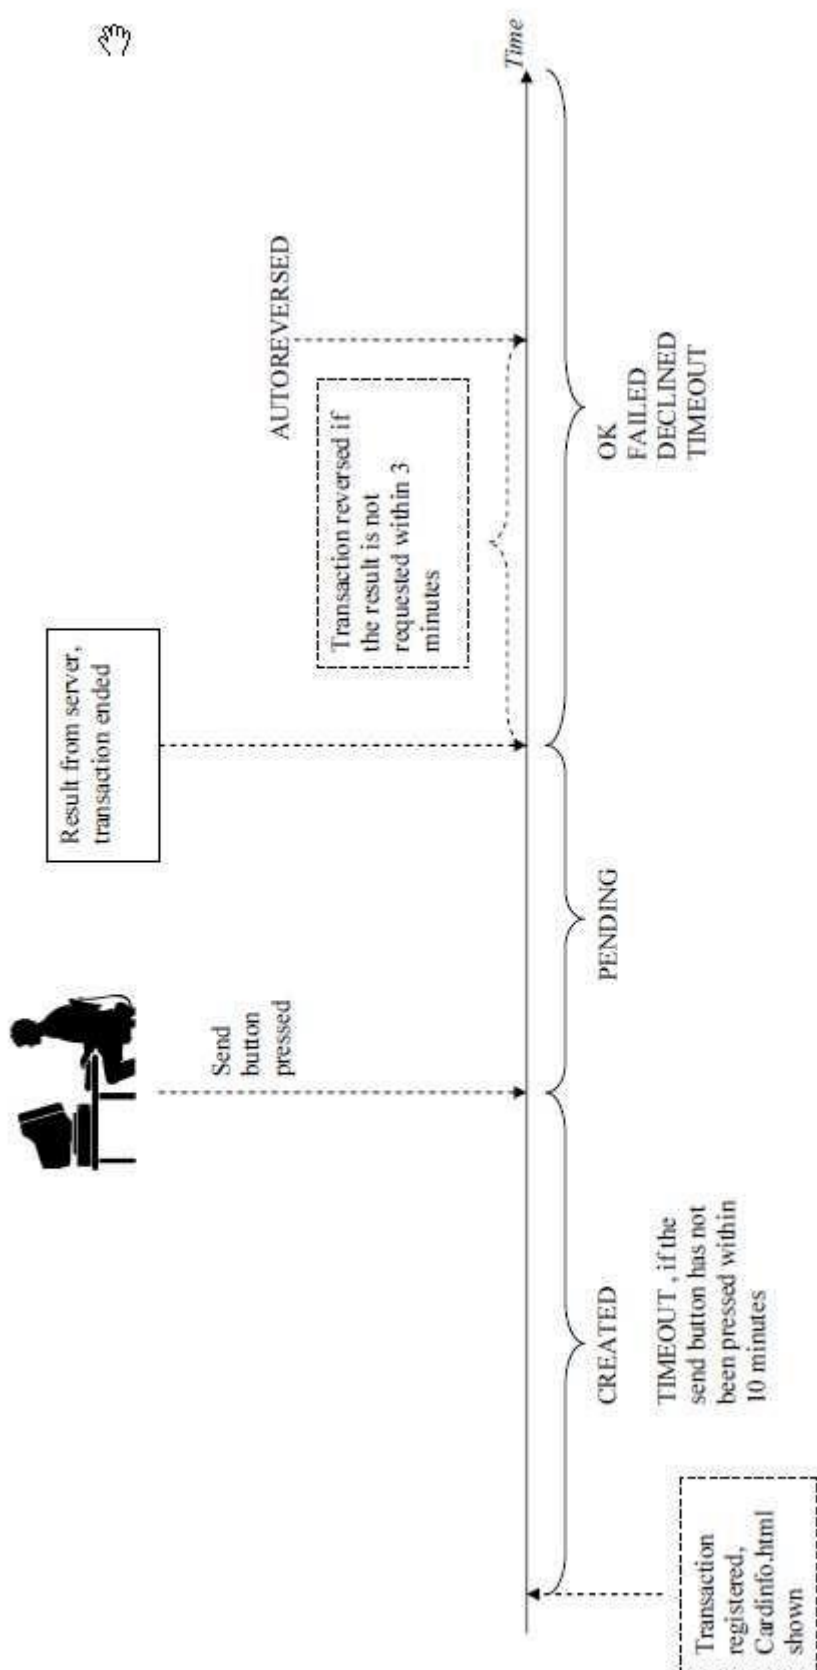 Result from server,
transaction ended
AUTOREVERSED
Send
button
pressed
Transaction reversed if
the result is not
requested within 3
minutes
Time
CREATED
TIMEOUT , if the
send button has not
been pressed within
10 minutes
PENDING
OK
FAILED
DECLINED
TIMEOUT
Transaction
registered,
Cardinfo.html
shown